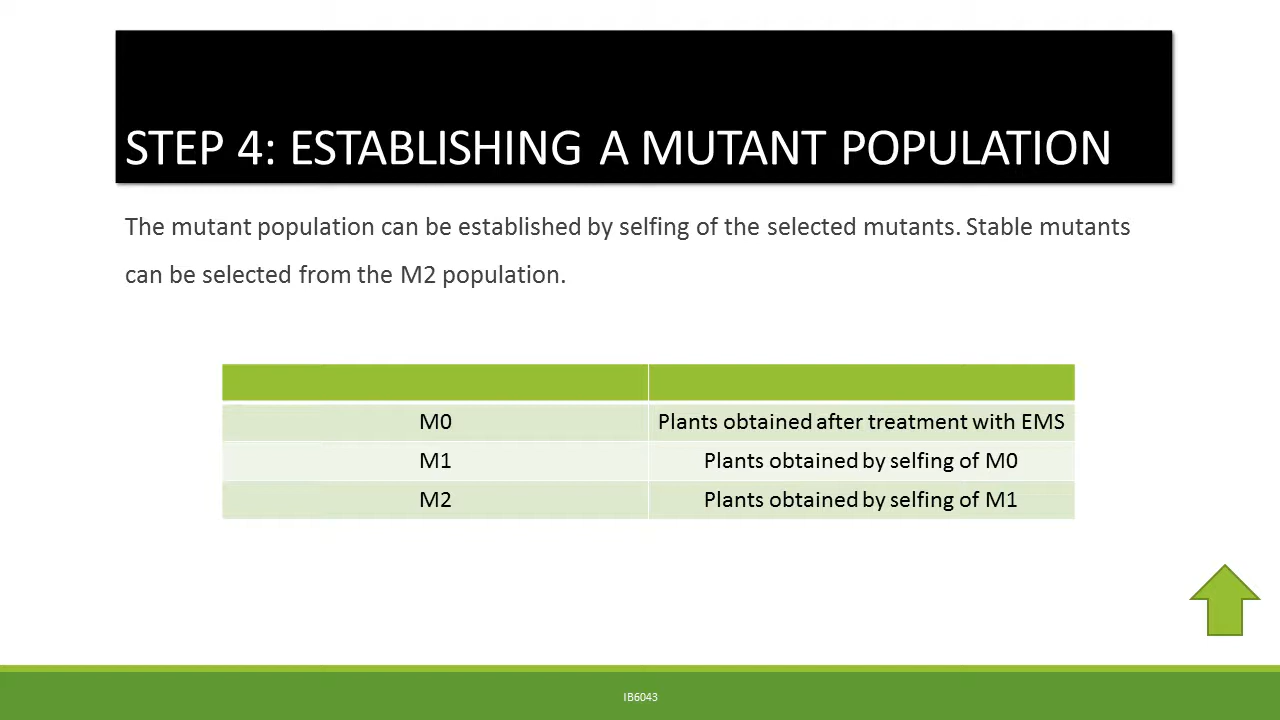 STEP 4: ESTABLISHING A MUTANT POPULATION
The mutant population can be established by selfing of the selected mutants. Stable mutants
can be selected from the M2 population.
M0 Plants obtained after treatment with EMS
M1 Plants obtained by selfing of M0
M2 Plants obtained by selfing of M1
IB6043